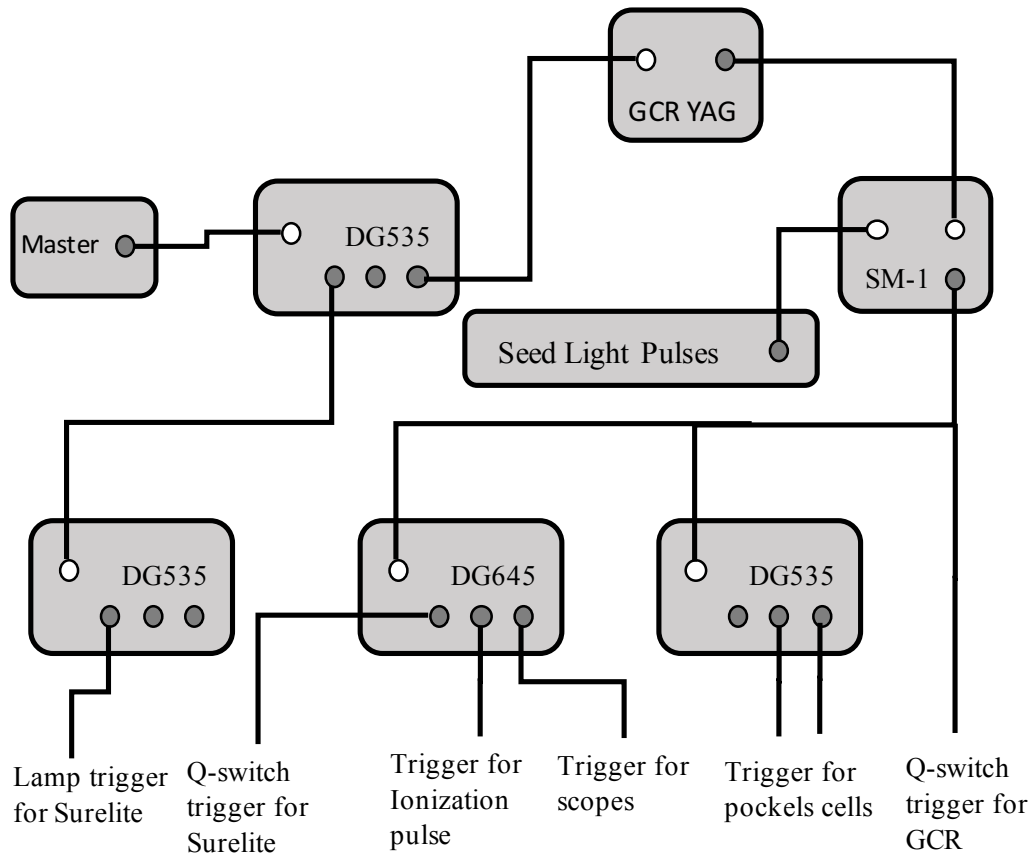 GCR YAG
Master
DG535
SM-1
Seed Light Pulses
DG535
DG645
DG535
Lamp trigger
for Surelite
Q-switch
trigger for
Surelite
Trigger for
Ionization
pulse
Trigger for
scopes
Trigger for
pockels cells
Q-switch
trigger for
GCR